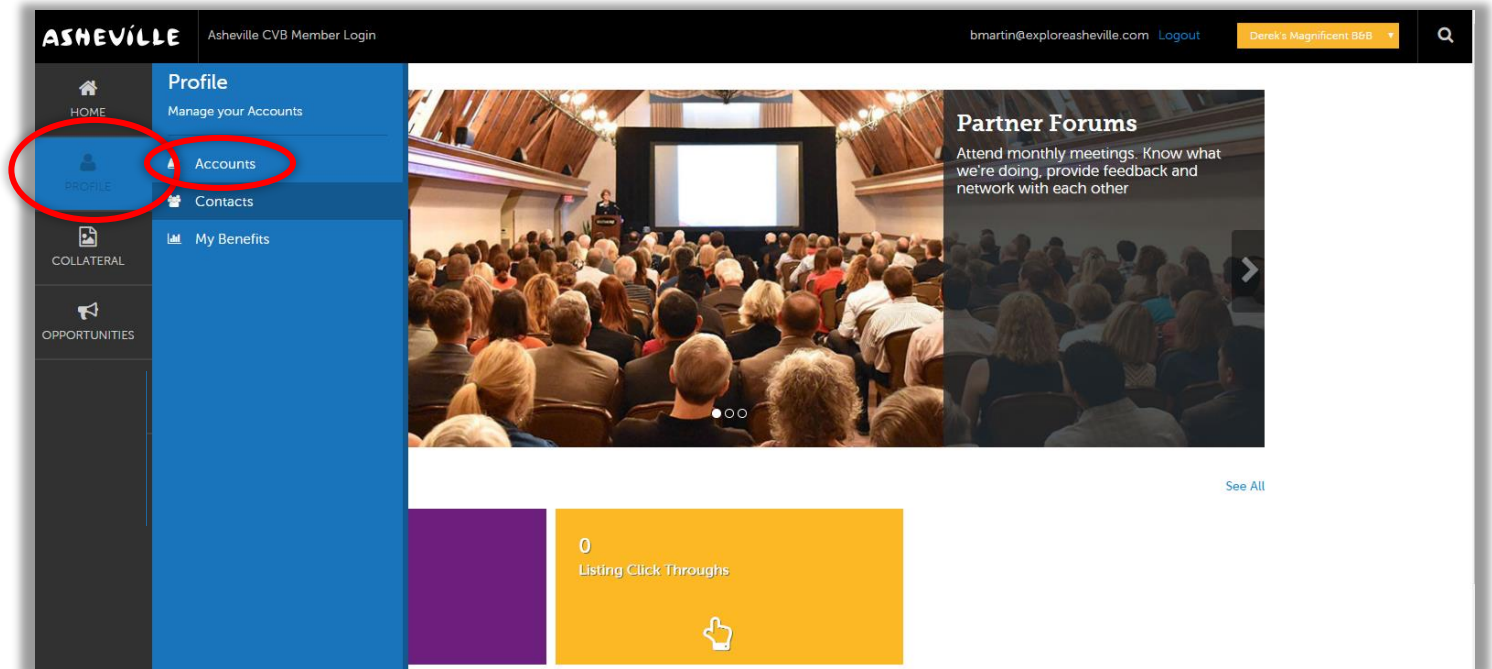 ASHEVÍLLE
Asheville CVB Member Login
bmartin@exploreasheville.com Logout
Derek's Magnificent B&B
HOME
PROFILE
COLLATERAL
OPPORTUNITIES
Profile
Manage your Accounts
Accounts
Contacts
My Benefits
Partner Forums
Attend monthly meetings. Know what
we're doing, provide feedback and
network with each other
See All
0
Listing Click Throughs